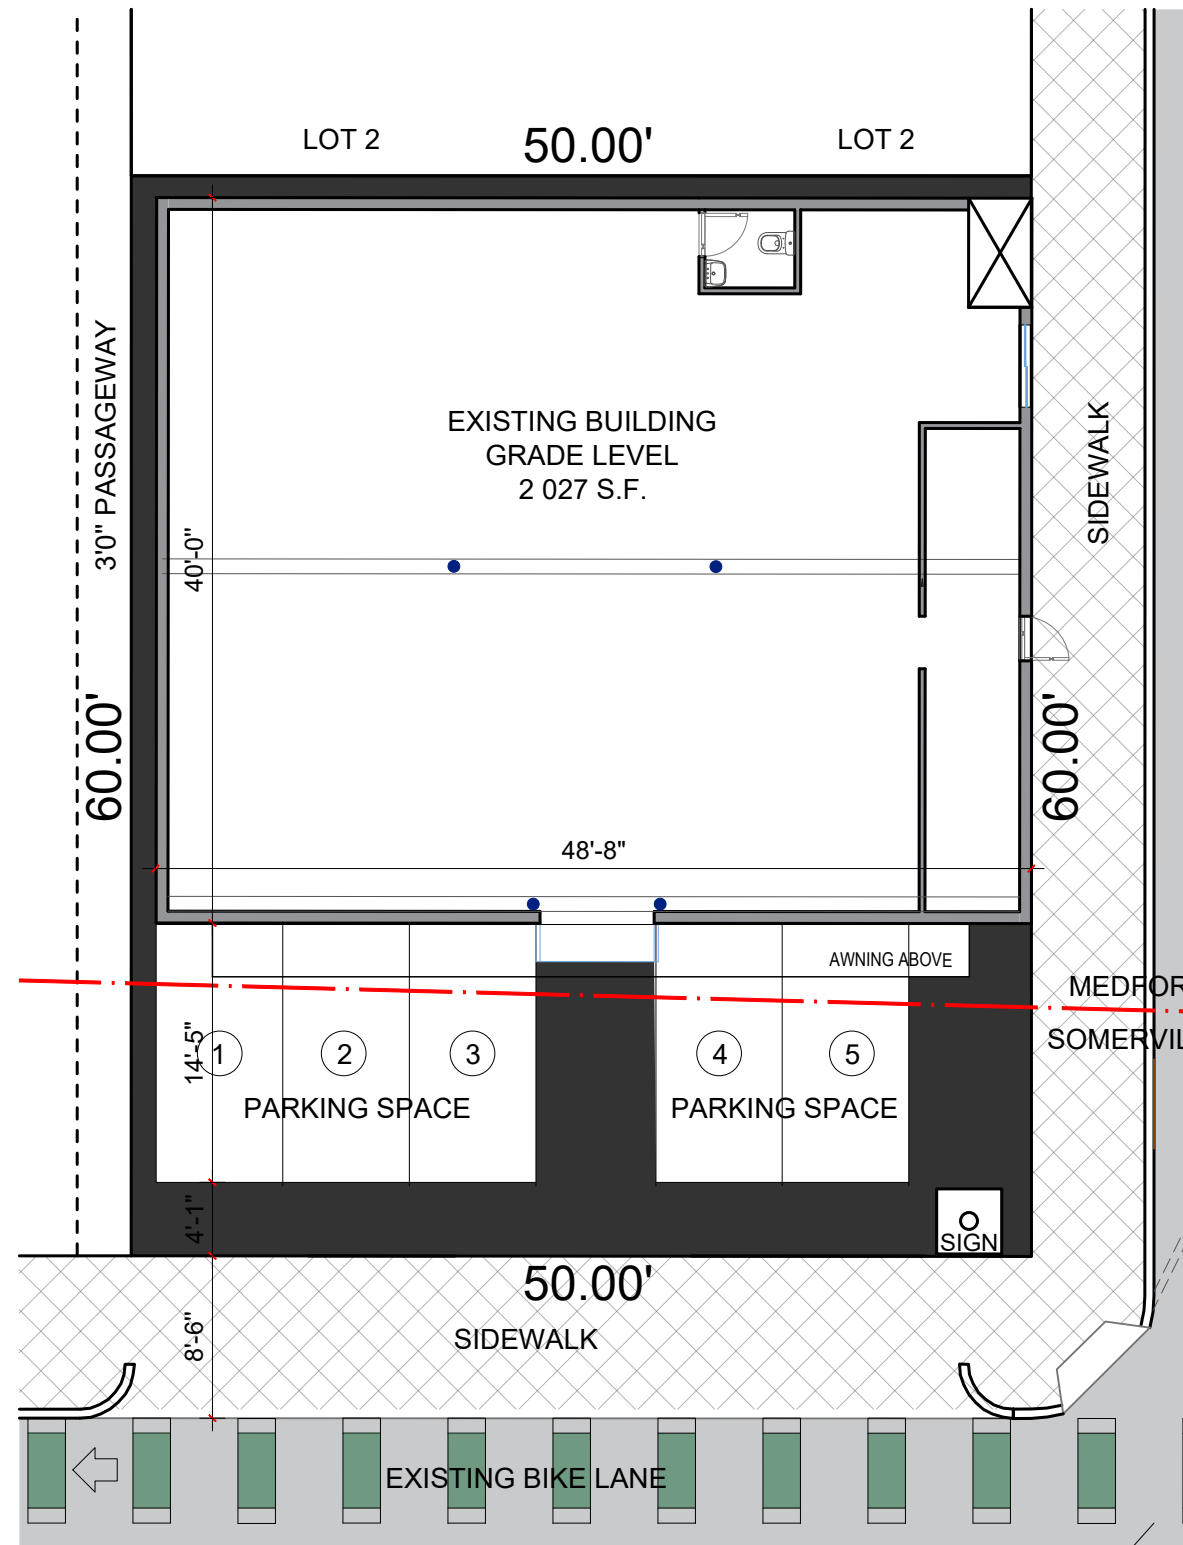 LOT 2
50.00'
LOT 2
3'0" PASSAGEWAY
EXISTING BUILDING
GRADE LEVEL
2 027 S.F.
SIDEWALK
40'-0"
60.00'
60.00'
48'-8"
AWNING ABOVE
MEDFOR
SOMERVIL
14'-5"
1
2
3
4
5
PARKING SPACE
PARKING SPACE
4'-1"
SIGN
50.00'
8'-6"
SIDEWALK
EXISTING BIKE LANE